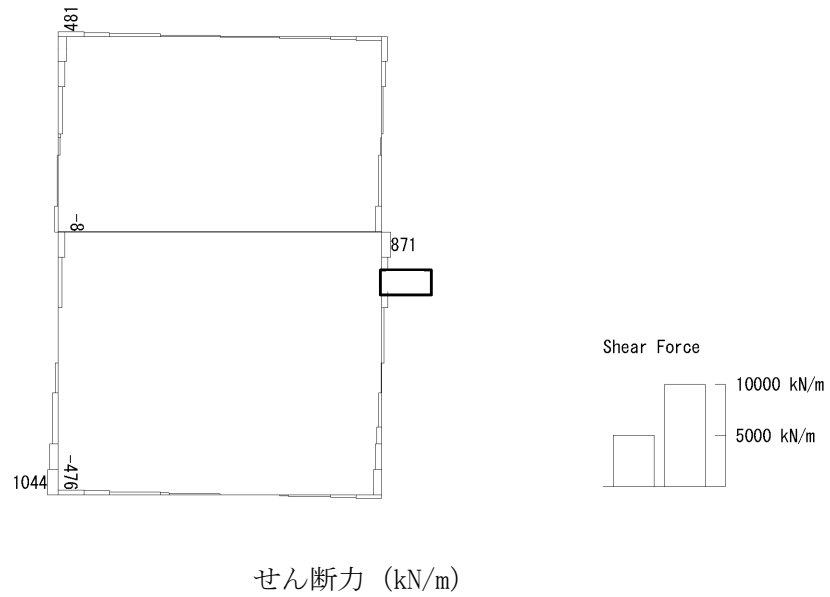 481
-8
871
Shear Force
10000 kN/m
5000 kN/m
-476
1044
せん断力 (kN/m)